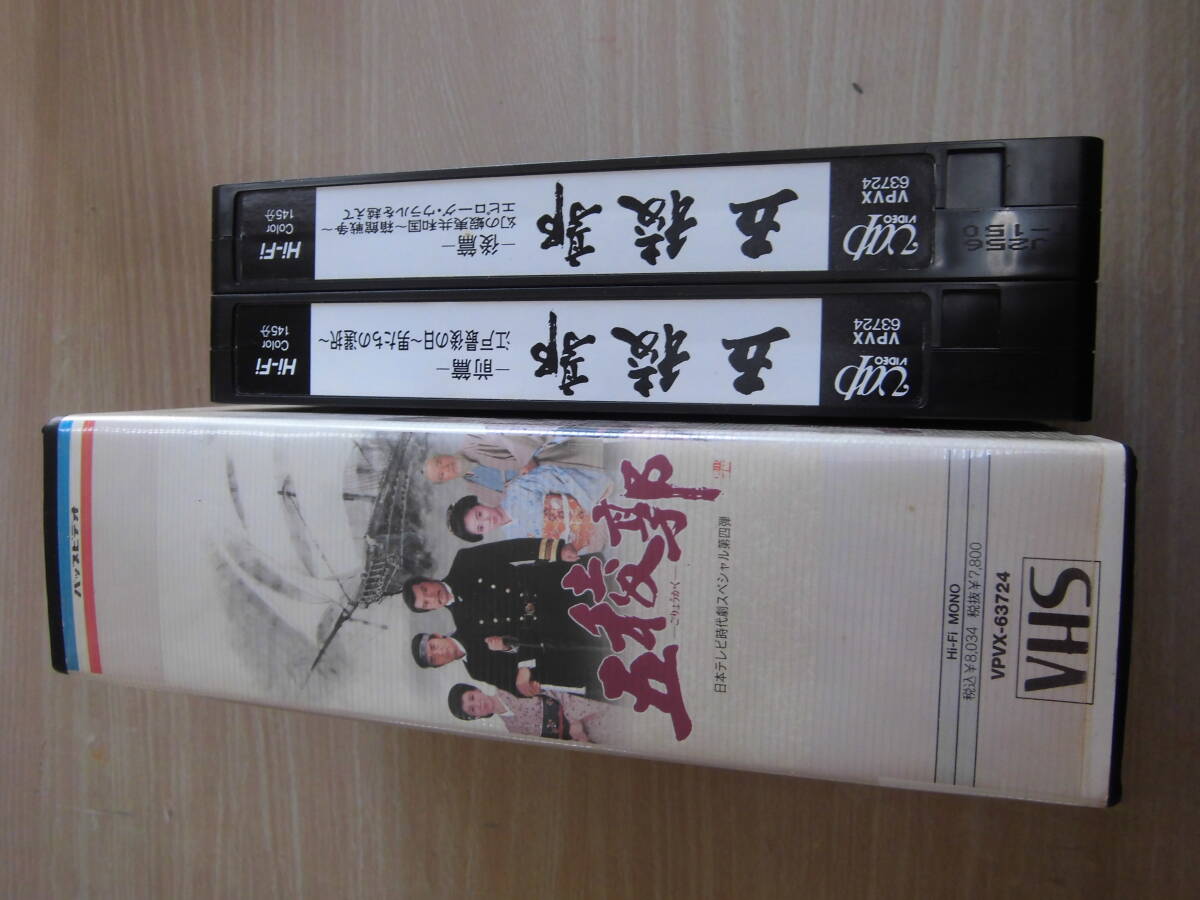 VPVX
63724
Vap
VIDEO
五稜郭
―後篇―
幻の蝦夷共和国~箱館戦争~
エピローグ・ウラルを越えて
Hi-Fi
Color
145分
J256
T-150
VPVX
63724
Vap
VIDEO
五稜郭
―前篇―
江戸最後の日~男たちの選択~
Hi-Fi
Color
145分
バップビデオ
五稜郭
―ごりょうかく―
日本テレビ時代劇スペシャル第四弾
Hi-Fi MONO
税込¥8,034 税抜¥7,800
VPVX-63724
VHS